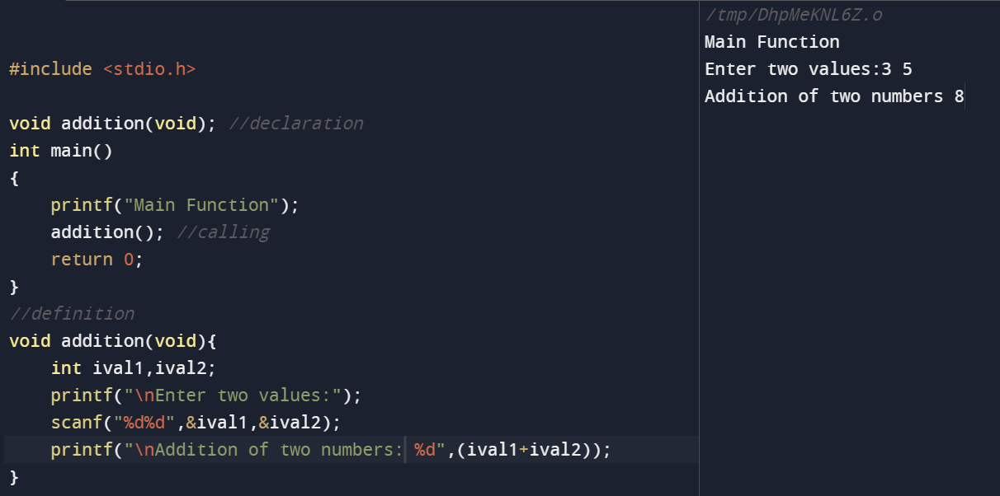 #include <stdio.h>
void addition(void); //declaration
int main()
{
    printf("Main Function");
    addition(); //calling
    return 0;
}
//definition
void addition(void){
    int ival1,ival2;
    printf("\nEnter two values:");
    scanf("%d%d",&ival1,&ival2);
    printf("\nAddition of two numbers: %d",(ival1+ival2));
}
/tmp/DhpMeKNL6Z.o
Main Function
Enter two values:3 5
Addition of two numbers 8